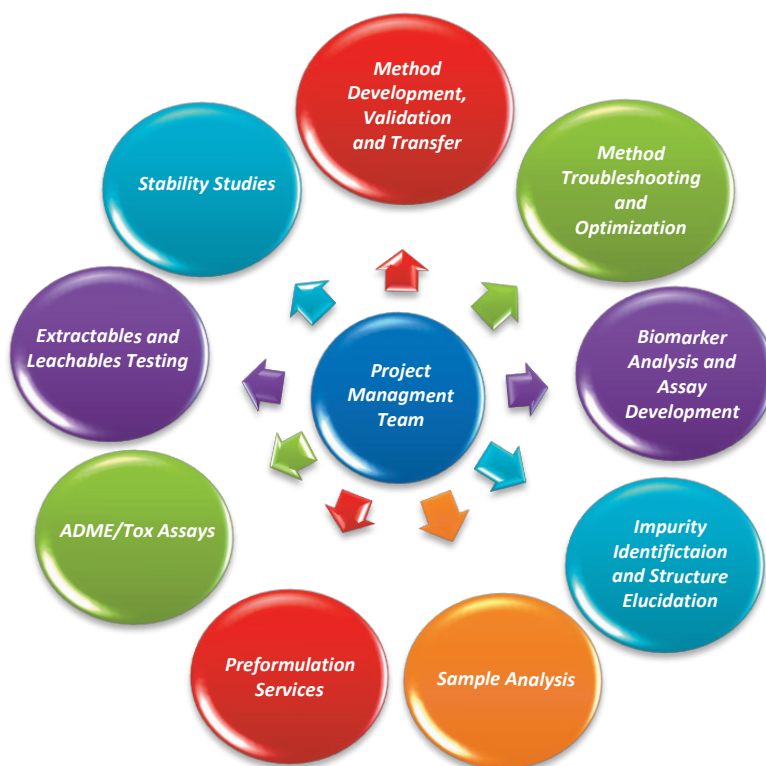 Method
Development,
Validation
and Transfer
Method
Troubleshooting
and
Optimization
Biomarker
Analysis and
Assay
Development
Impurity
Identifictaion
and Structure
Elucidation
Sample Analysis
Preformulation
Services
ADME/Tox Assays
Extractables and
Leachables Testing
Stability Studies
Project
Managment
Team